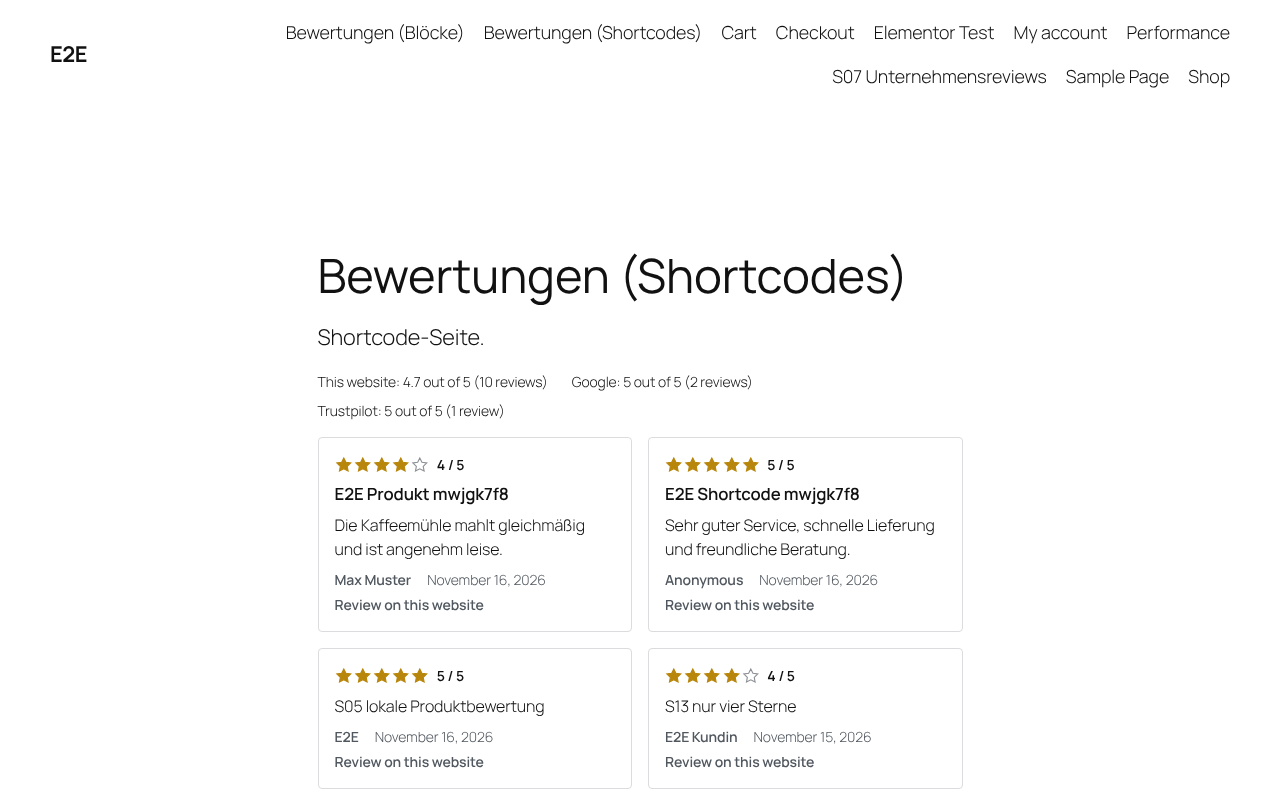 E2E
Bewertungen (Blöcke) Bewertungen (Shortcodes) Cart Checkout Elementor Test My account Performance
S07 Unternehmensreviews Sample Page Shop
Bewertungen (Shortcodes)
Shortcode-Seite.
This website: 4.7 out of 5 (10 reviews) Google: 5 out of 5 (2 reviews)
Trustpilot: 5 out of 5 (1 review)
4 / 5
E2E Produkt mwjgk7f8
Die Kaffeemühle mahlt gleichmäßig
und ist angenehm leise.
Max Muster November 16, 2026
Review on this website
5 / 5
E2E Shortcode mwjgk7f8
Sehr guter Service, schnelle Lieferung
und freundliche Beratung.
Anonymous November 16, 2026
Review on this website
5 / 5
S05 lokale Produktbewertung
E2E November 16, 2026
Review on this website
4 / 5
S13 nur vier Sterne
E2E Kundin November 15, 2026
Review on this website